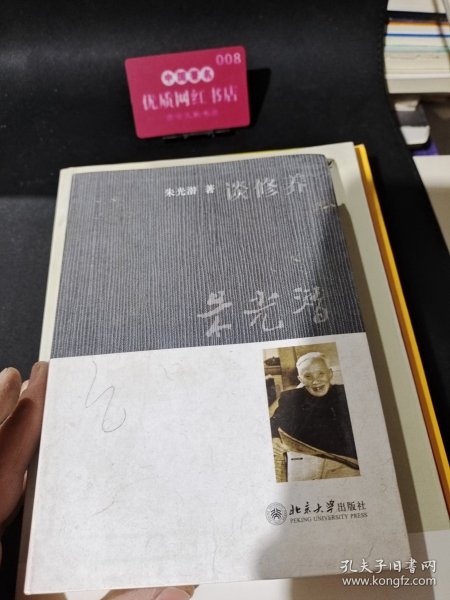 008
优质网红书店
朱光潜 著 谈修养
朱光潜
北京大学出版社
PEKING UNIVERSITY PRESS
孔夫子旧书网
www.kongfz.com